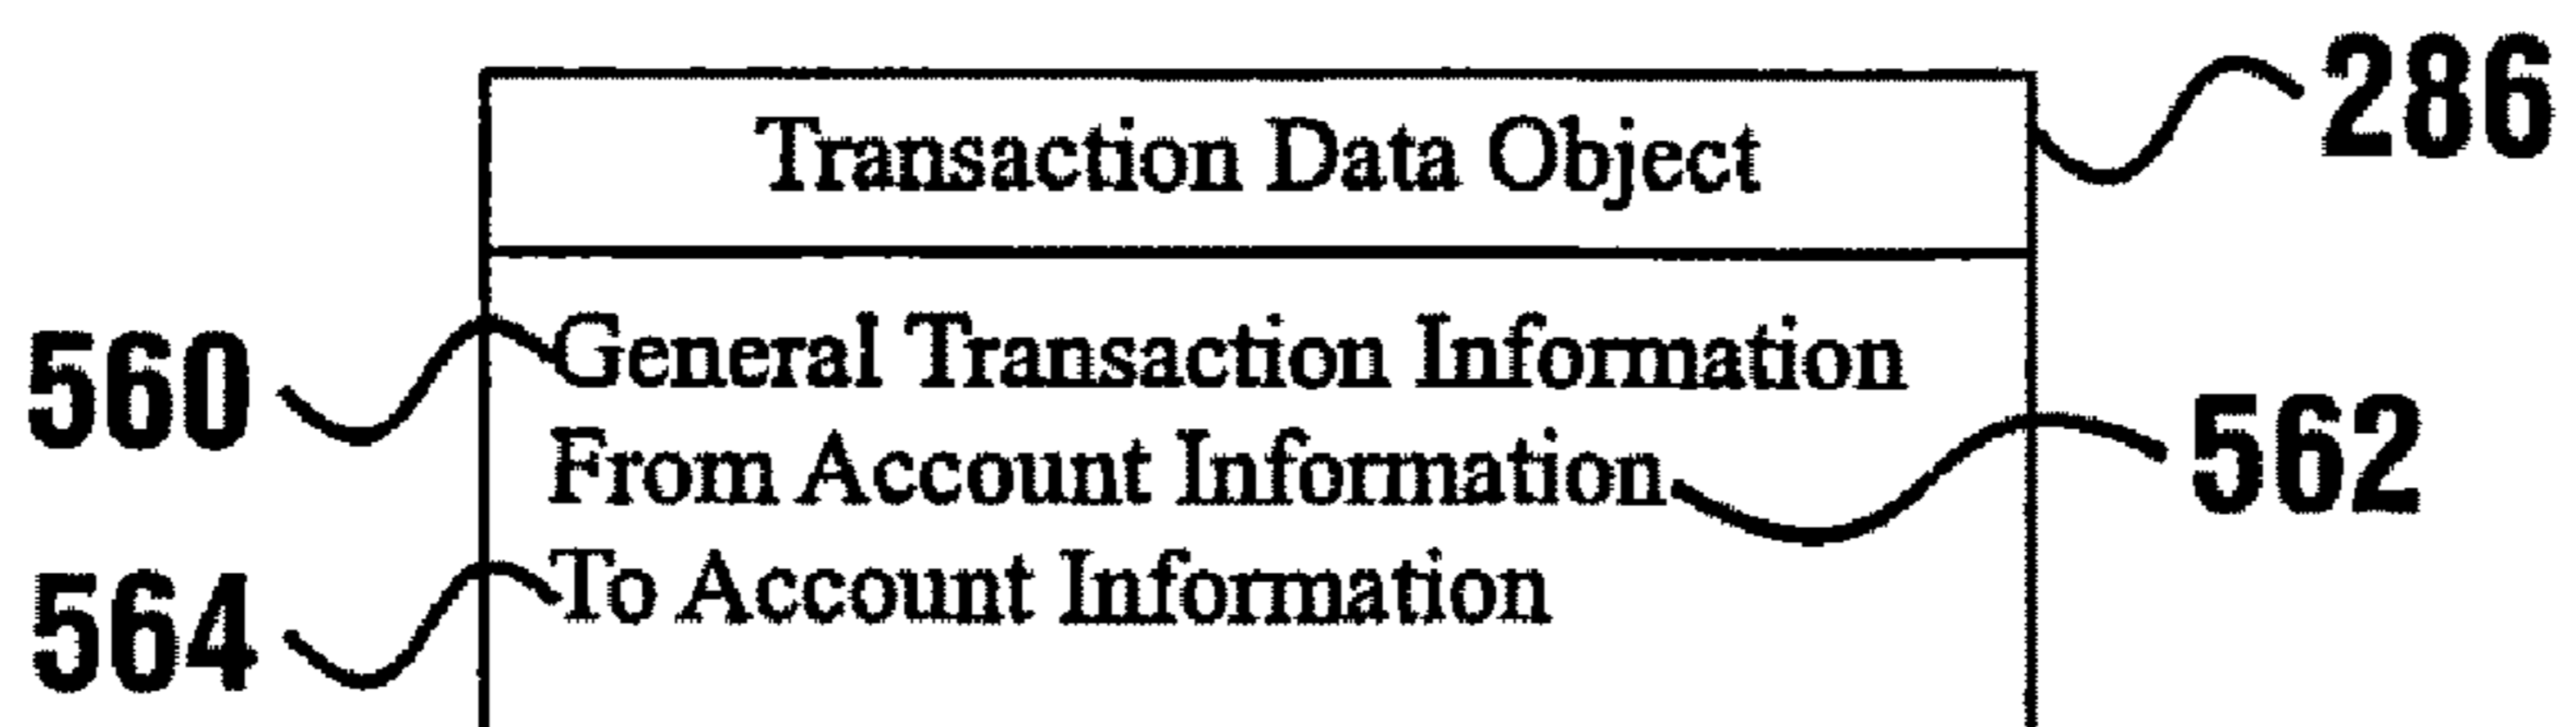 Transaction Data Object
286
560
General Transaction Information
From Account Information
562
564
To Account Information